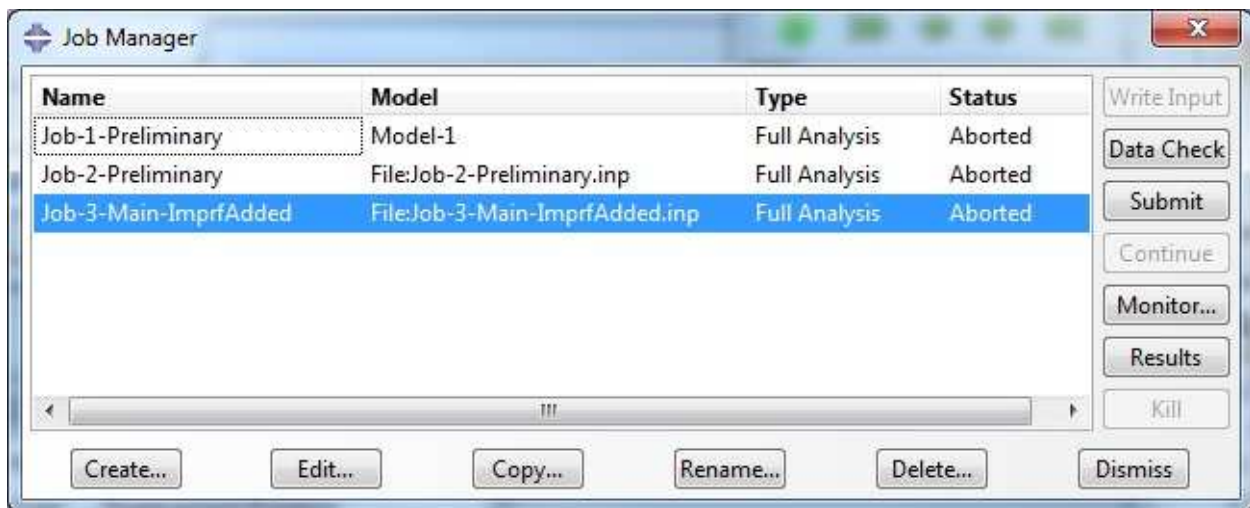 Job Manager
Name Model Type Status
Job-1-Preliminary Model-1 Full Analysis Aborted
Job-2-Preliminary File:Job-2-Preliminary.inp Full Analysis Aborted
Job-3-Main-ImprfAdded File:Job-3-Main-ImprfAdded.inp Full Analysis Aborted
Write Input
Data Check
Submit
Continue
Monitor...
Results
Kill
Create... Edit... Copy... Rename... Delete... Dismiss